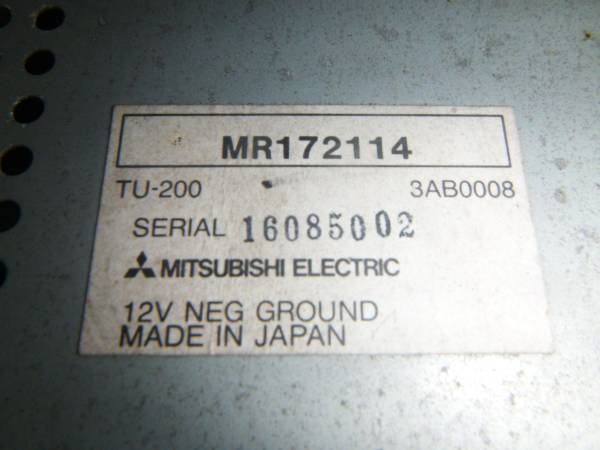 MR172114
TU-200 3AB0008
SERIAL 16085002
MITSUBISHI ELECTRIC
12V NEG GROUND
MADE IN JAPAN